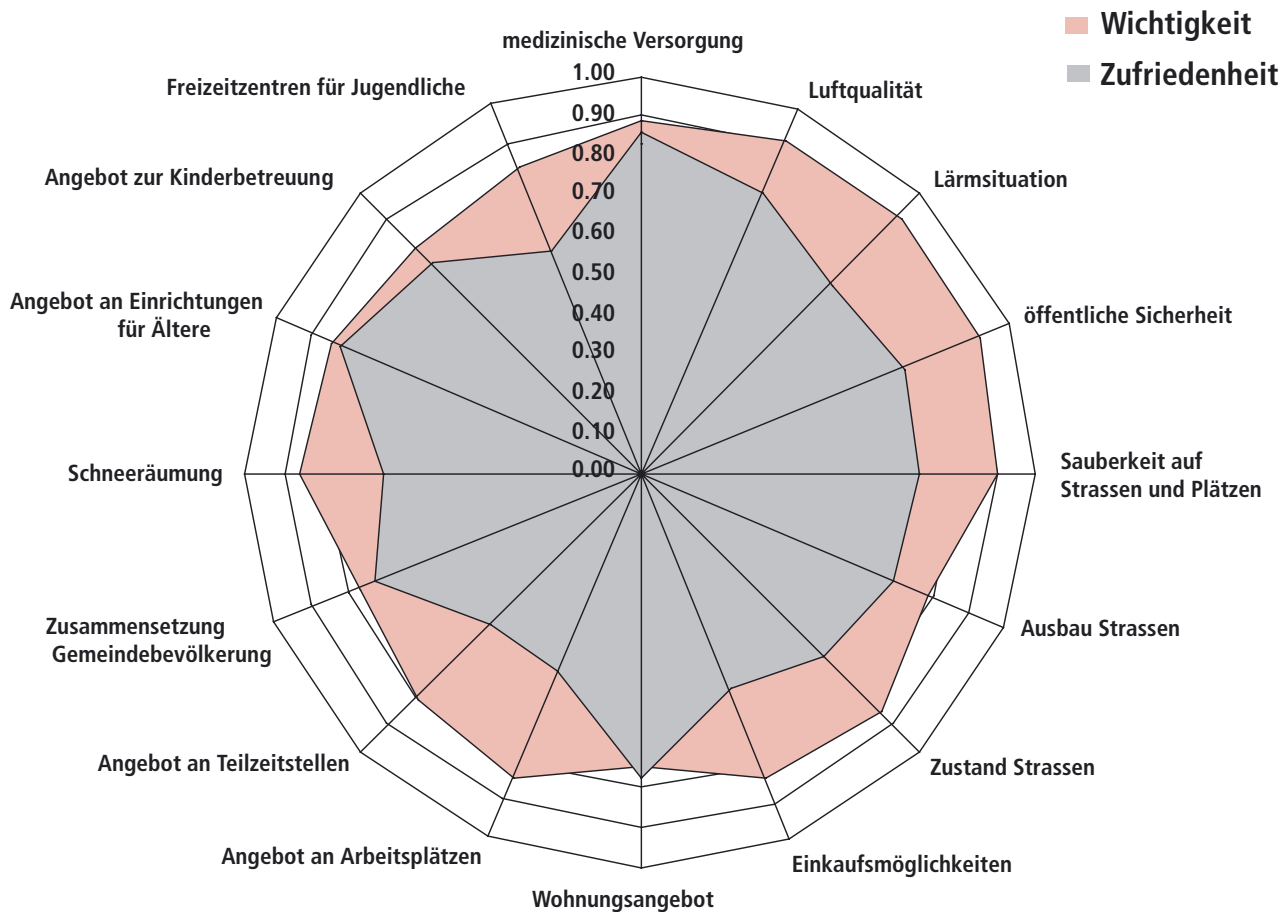 Wichtigkeit
Zufriedenheit
medizinische Versorgung
Luftqualität
Lärmsituation
öffentliche Sicherheit
Sauberkeit auf
Strassen und Plätzen
Ausbau Strassen
Zustand Strassen
Einkaufsmöglichkeiten
Wohnungsangebot
Angebot an Arbeitsplätzen
Angebot an Teilzeitstellen
Zusammensetzung
Gemeindebevölkerung
Schneeräumung
Angebot an Einrichtungen
für Ältere
Angebot zur Kinderbetreuung
Freizeitzentren für Jugendliche
1.00
0.90
0.80
0.70
0.60
0.50
0.40
0.30
0.20
0.10
0.00